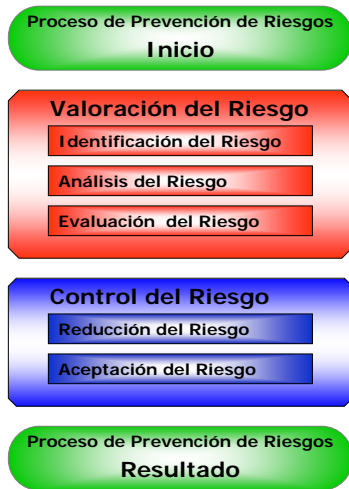 Proceso de Prevención de Riesgos
Inicio
Valoración del Riesgo
Identificación del Riesgo
Análisis del Riesgo
Evaluación del Riesgo
Control del Riesgo
Reducción del Riesgo
Aceptación del Riesgo
Proceso de Prevención de Riesgos
Resultado